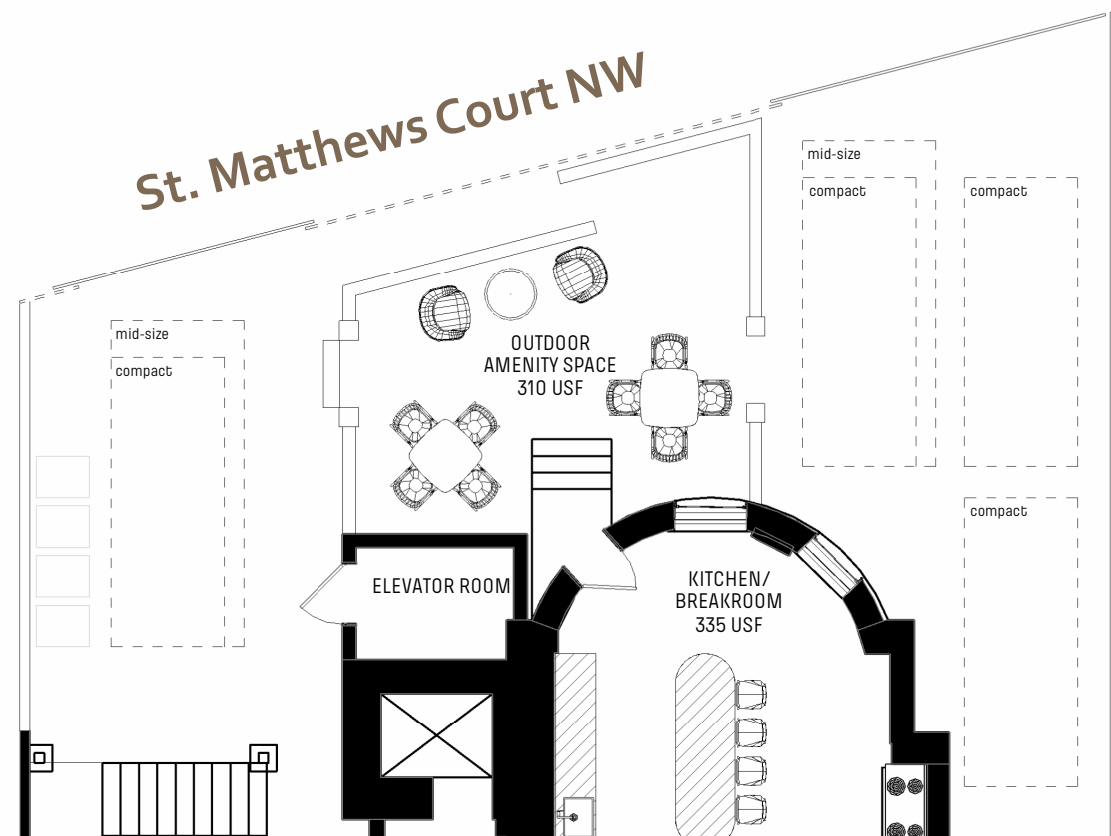 St. Matthews Court NW
mid-size
compact
compact
mid-size
compact
OUTDOOR
AMENITY SPACE
310 USF
compact
ELEVATOR ROOM
KITCHEN/
BREAKROOM
335 USF